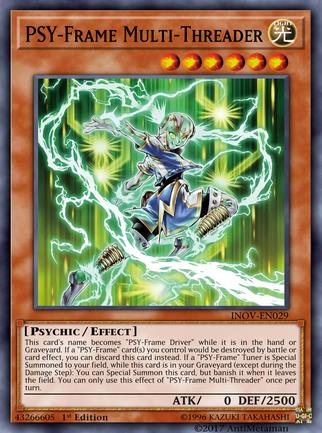 PSY-Frame Multi-Threader
LIGHT
光
INOV-EN029
[Psychic / Effect]
This card's name becomes "PSY-Frame Driver" while it is in the hand or
Graveyard. If a "PSY-Frame" card(s) you control would be destroyed by battle or
card effect, you can discard this card instead. If a "PSY-Frame" Tuner is Special
Summoned to your field, while this card is in your Graveyard (except during the
Damage Step): You can Special Summon this card, but banish it when it leaves
the field. You can only use this effect of "PSY-Frame Multi-Threader" once per
turn.
DEF/2500
43266605
1st Edition
©1996 KAZUKI TAKAHASHI
©2017 AntiMetaman